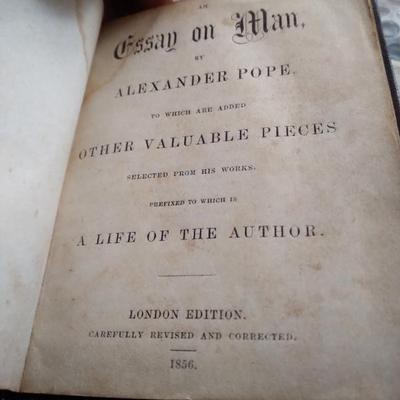 AN
Essay on Man,
BY
ALEXANDER POPE.
TO WHICH ARE ADDED
OTHER VALUABLE PIECES
SELECTED FROM HIS WORKS.
PREFIXED TO WHICH IS
A LIFE OF THE AUTHOR.
LONDON EDITION.
CAREFULLY REVISED AND CORRECTED.
1856.